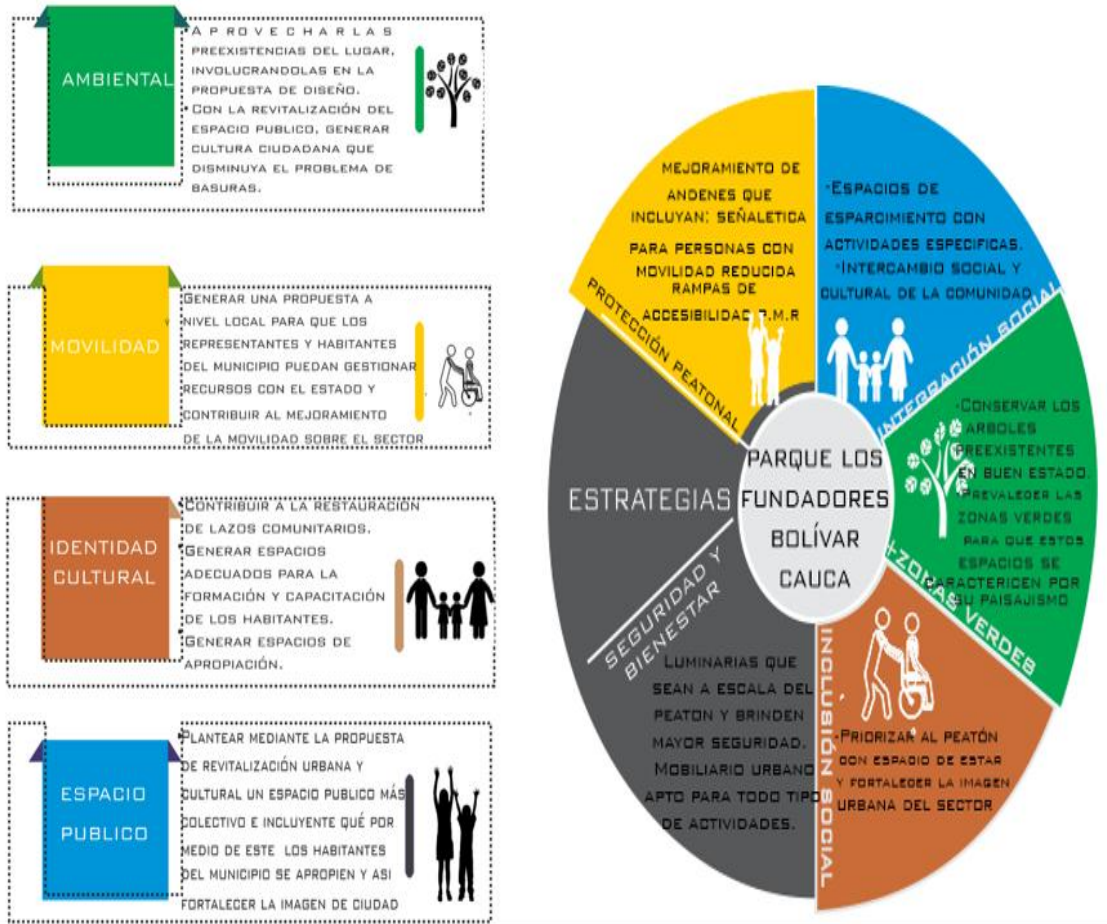 AMBIENTAL
• APROVECHAR LAS
PREEXISTENCIAS DEL LUGAR,
INVOLUCRANDOLAS EN LA
PROPUESTA DE DISEÑO.
• CON LA REVITALIZACIÓN DEL
ESPACIO PUBLICO, GENERAR
CULTURA CIUDADANA QUE
DISMINUYA EL PROBLEMA DE
BASURAS.
MOVILIDAD
GENERAR UNA PROPUESTA A
NIVEL LOCAL PARA QUE LOS
REPRESENTANTES Y HABITANTES
DEL MUNICIPIO PUEDAN GESTIONAR
RECURSOS CON EL ESTADO Y
CONTRIBUIR AL MEJORAMIENTO
DE LA MOVILIDAD SOBRE EL SECTOR
IDENTIDAD
CULTURAL
CONTRIBUIR A LA RESTAURACIÓN
DE LAZOS COMUNITARIOS.
GENERAR ESPACIOS
ADECUADOS PARA LA
FORMACIÓN Y CAPACITACIÓN
DE LOS HABITANTES.
GENERAR ESPACIOS DE
APROPIACIÓN.
ESPACIO
PUBLICO
PLANTEAR MEDIANTE LA PROPUESTA
DE REVITALIZACIÓN URBANA Y
CULTURAL UN ESPACIO PUBLICO MÁS
COLECTIVO E INCLUYENTE QUÉ POR
MEDIO DE ESTE LOS HABITANTES
DEL MUNICIPIO SE APROPIEN Y ASI
FORTALECER LA IMAGEN DE CIUDAD
MEJORAMIENTO DE
ANDENES QUE
INCLUYAN: SEÑALETICA
PARA PERSONAS CON
MOVILIDAD REDUCIDA
RAMPAS DE
ACCESIBILIDAD P.M.R
PROTECCIÓN PEATONAL
-ESPACIOS DE
ESPARCIMIENTO CON
ACTIVIDADES ESPECIFICAS.
-INTERCAMBIO SOCIAL Y
CULTURAL DE LA COMUNIDAD
INTEGRACIÓN SOCIAL
-CONSERVAR LOS
ARBOLES
PREEXISTENTES
EN BUEN ESTADO.
-PREVALECER LAS
ZONAS VERDES
PARA QUE ESTOS
ESPACIOS SE
CARACTERICEN POR
SU PAISAJISMO
+ZONAS VERDES
-PRIORIZAR AL PEATÓN
CON ESPACIO DE ESTAR
Y FORTALECER LA IMAGEN
URBANA DEL SECTOR
INCLUSIÓN SOCIAL
LUMINARIAS QUE
SEAN A ESCALA DEL
PEATON Y BRINDEN
MAYOR SEGURIDAD.
MOBILIARIO URBANO
APTO PARA TODO TIPO
DE ACTIVIDADES.
SEGURIDAD Y
BIENESTAR
ESTRATEGIAS
PARQUE LOS
FUNDADORES
BOLÍVAR
CAUCA